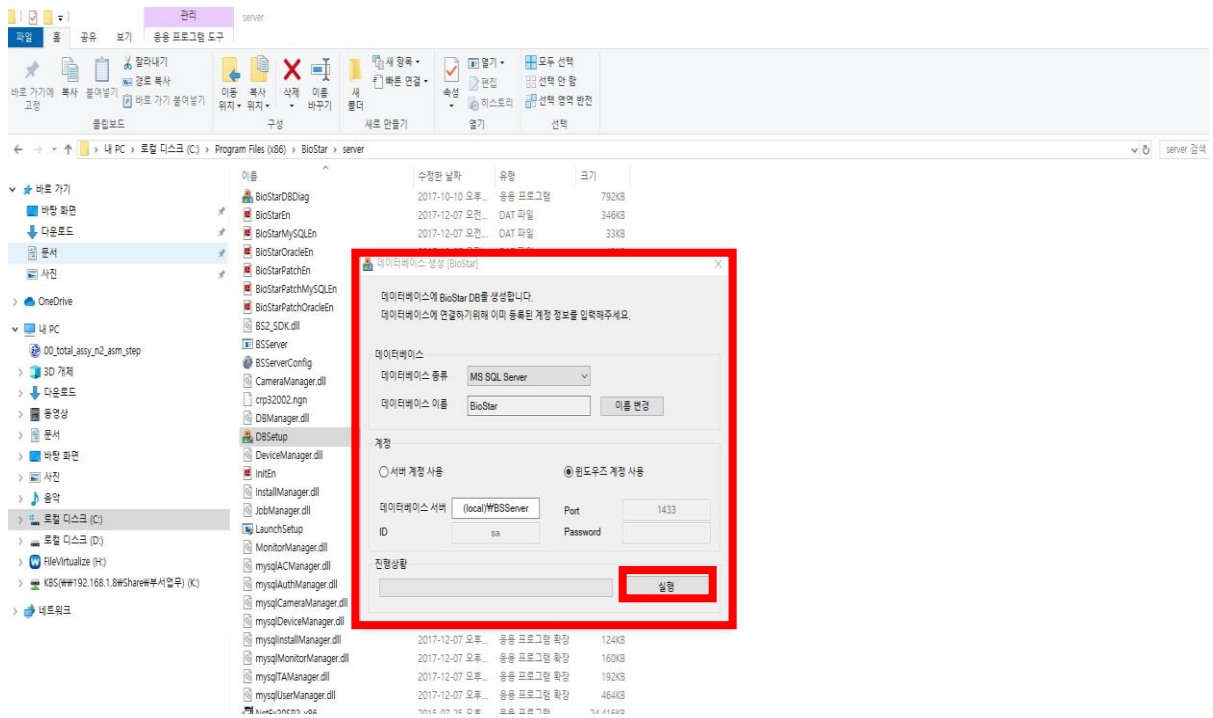 관리
server
파일 홈 공유 보기 응용 프로그램 도구
바로 가기에 고정
복사
붙여넣기
잘라내기
경로 복사
바로 가기 붙여넣기
이동 위치
복사 위치
삭제
이름 바꾸기
새 폴더
새 항목
빠른 연결
속성
열기
편집
히스토리
모두 선택
선택 안 함
선택 영역 반전
클립보드 구성 새로 만들기 열기 선택
내 PC › 로컬 디스크 (C:) › Program Files (x86) › BioStar › server
server 검색
바로 가기
바탕 화면
다운로드
문서
사진
OneDrive
내 PC
00_total_assy_n2_asm_step
3D 개체
다운로드
동영상
문서
바탕 화면
사진
음악
로컬 디스크 (C:)
로컬 디스크 (D:)
FileVirtualize (H:)
KBS(₩₩192.168.1.8₩Share₩부서업무) (K:)
네트워크
이름 수정한 날짜 유형 크기
BioStarDBDiag 2017-10-10 오후... 응용 프로그램 792KB
BioStarEn 2017-12-07 오전... DAT 파일 346KB
BioStarMySQLEn 2017-12-07 오전... DAT 파일 33KB
BioStarOracleEn
BioStarPatchEn
BioStarPatchMySQLEn
BioStarPatchOracleEn
BS2_SDK.dll
BSServer
BSServerConfig
CameraManager.dll
crp32002.ngn
DBManager.dll
DBSetup
DeviceManager.dll
InitEn
InstallManager.dll
JobManager.dll
LaunchSetup
MonitorManager.dll
mysqlACManager.dll
mysqlAuthManager.dll
mysqlCameraManager.dll
mysqlDeviceManager.dll
mysqlInstallManager.dll 2017-12-07 오후... 응용 프로그램 확장 124KB
mysqlMonitorManager.dll 2017-12-07 오후... 응용 프로그램 확장 160KB
mysqlTAManager.dll 2017-12-07 오후... 응용 프로그램 확장 192KB
mysqlUserManager.dll 2017-12-07 오후... 응용 프로그램 확장 464KB
데이터베이스 생성 [BioStar]
데이터베이스에 BioStar DB를 생성합니다.
데이터베이스에 연결하기위해 이미 등록된 계정 정보를 입력해주세요.
데이터베이스
데이터베이스 종류 MS SQL Server
데이터베이스 이름 BioStar 이름 변경
계정
서버 계정 사용 윈도우즈 계정 사용
데이터베이스 서버 (local)₩BSServer Port 1433
ID sa Password
진행상황
실행